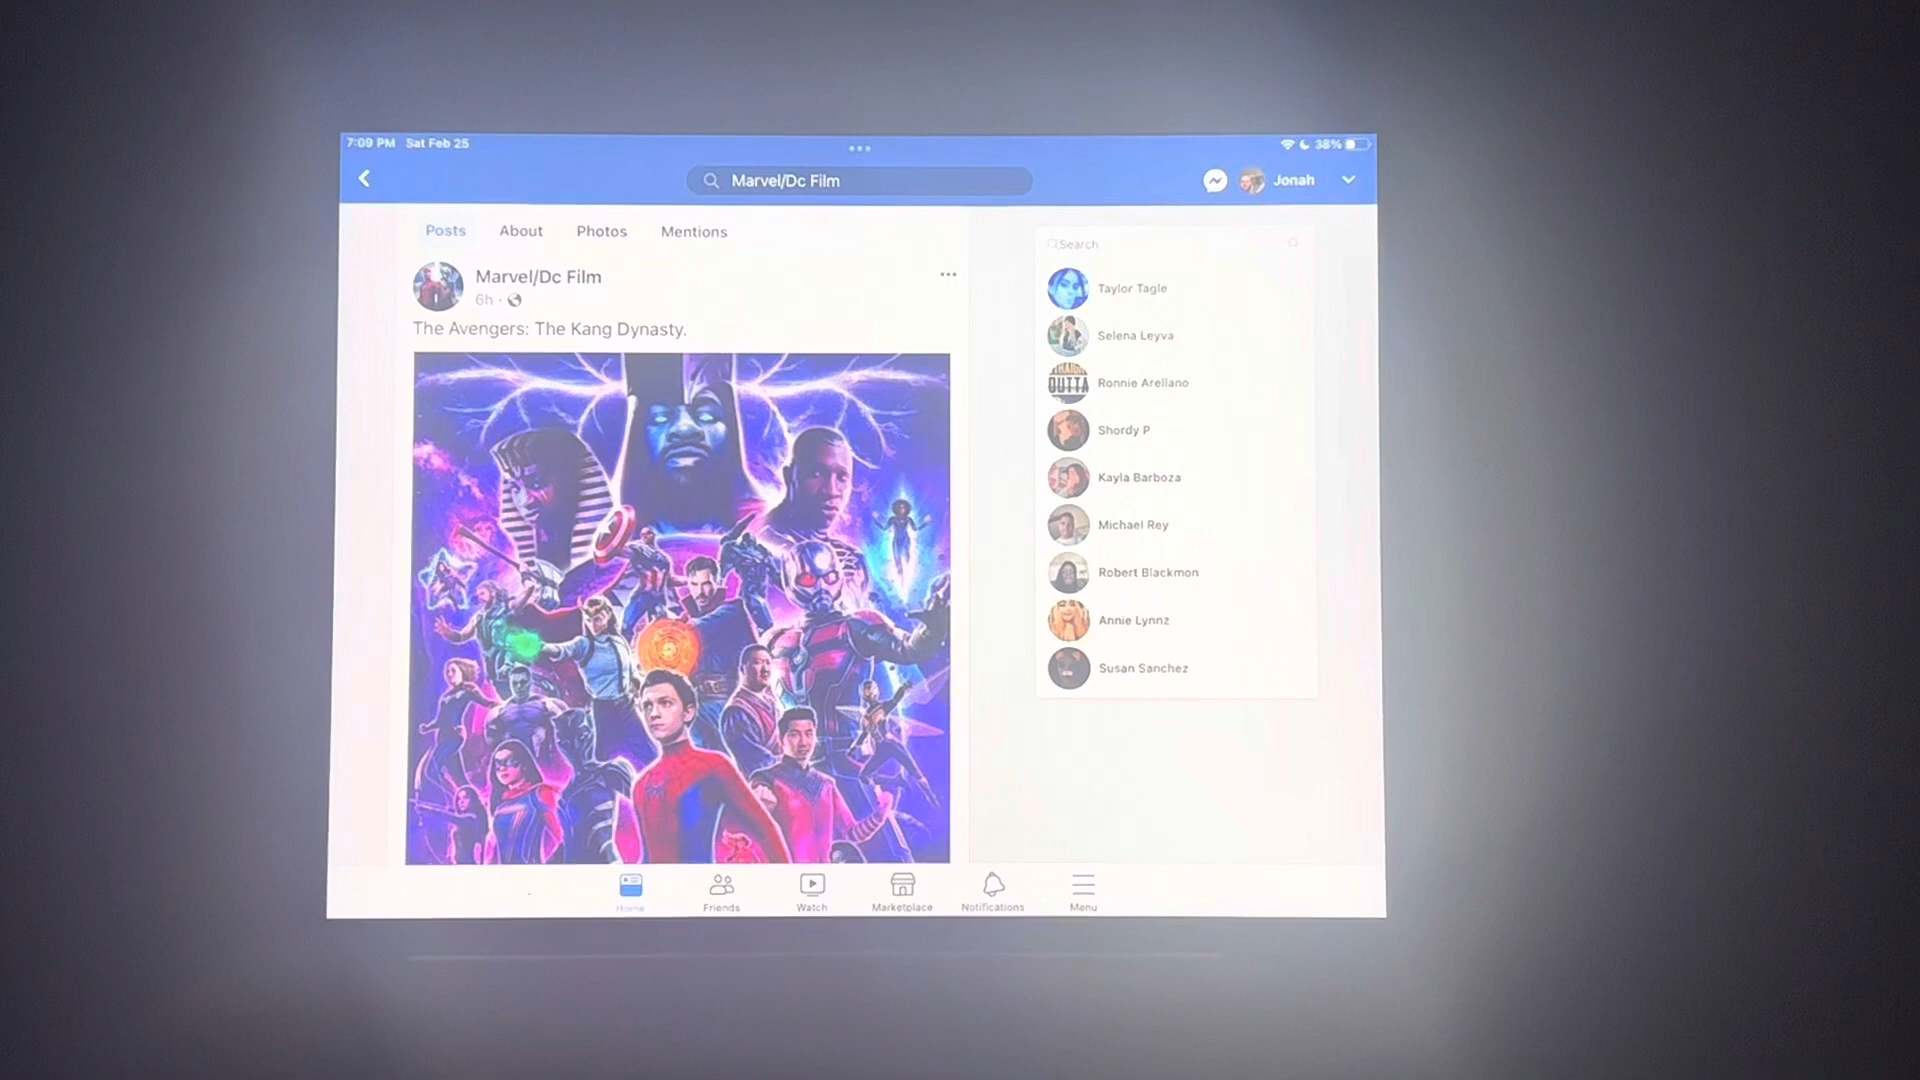 7:09 PM Sat Feb 25
38%
Marvel/Dc Film
Jonah
Posts About Photos Mentions
Marvel/Dc Film
6h ·
The Avengers: The Kang Dynasty.
Search
Taylor Tagle
Selena Leyva
OUTTA
Ronnie Arellano
Shordy P
Kayla Barboza
Michael Rey
Robert Blackmon
Annie Lynnz
Susan Sanchez
Home Friends Watch Marketplace Notifications Menu